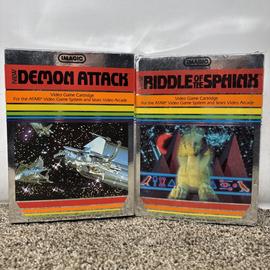 IMAGIC
DEMON ATTACK
Video Game Cartridge
For the ATARI Video Game System and Sears Video Arcade
IMAGIC
RIDDLE OF THE SPHINX
Video Game Cartridge
For the ATARI Video Game System and Sears Video Arcade